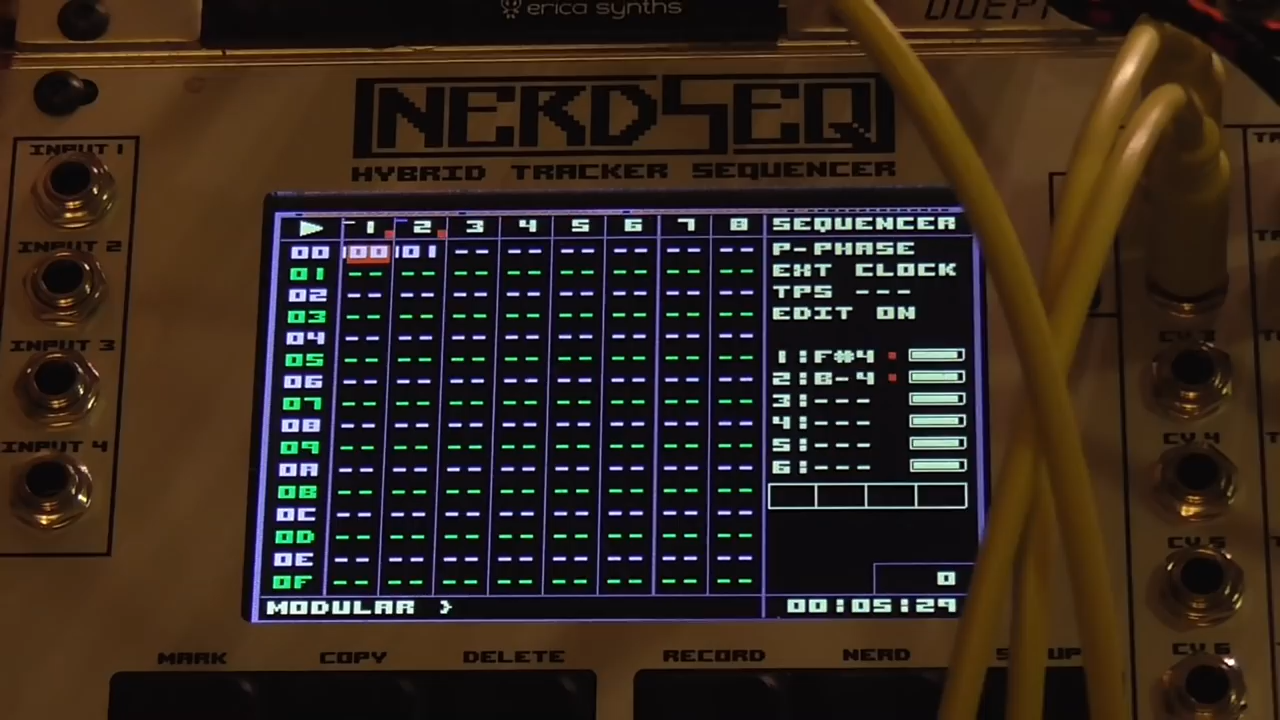 erica synths
NERDSEQ
HYBRID TRACKER SEQUENCER
INPUT 1
INPUT 2
INPUT 3
INPUT 4
1 2 3 4 5 6 7 8 SEQUENCER
00 00 01 -- -- -- -- -- -- P-PHASE
01 -- -- -- -- -- -- -- -- EXT CLOCK
02 -- -- -- -- -- -- -- -- TPS ---
03 -- -- -- -- -- -- -- -- EDIT ON
04 -- -- -- -- -- -- -- --
05 -- -- -- -- -- -- -- -- 1:F#4
06 -- -- -- -- -- -- -- -- 2:B-4
07 -- -- -- -- -- -- -- -- 3:---
08 -- -- -- -- -- -- -- -- 4:---
09 -- -- -- -- -- -- -- -- 5:---
0A -- -- -- -- -- -- -- -- 6:---
0B -- -- -- -- -- -- -- --
0C -- -- -- -- -- -- -- --
0D -- -- -- -- -- -- -- --
0E -- -- -- -- -- -- -- --
0F -- -- -- -- -- -- -- -- 0
MODULAR > 00:05:29
MARK COPY DELETE RECORD NERD
CV 3
CV 4
CV 5
CV 6